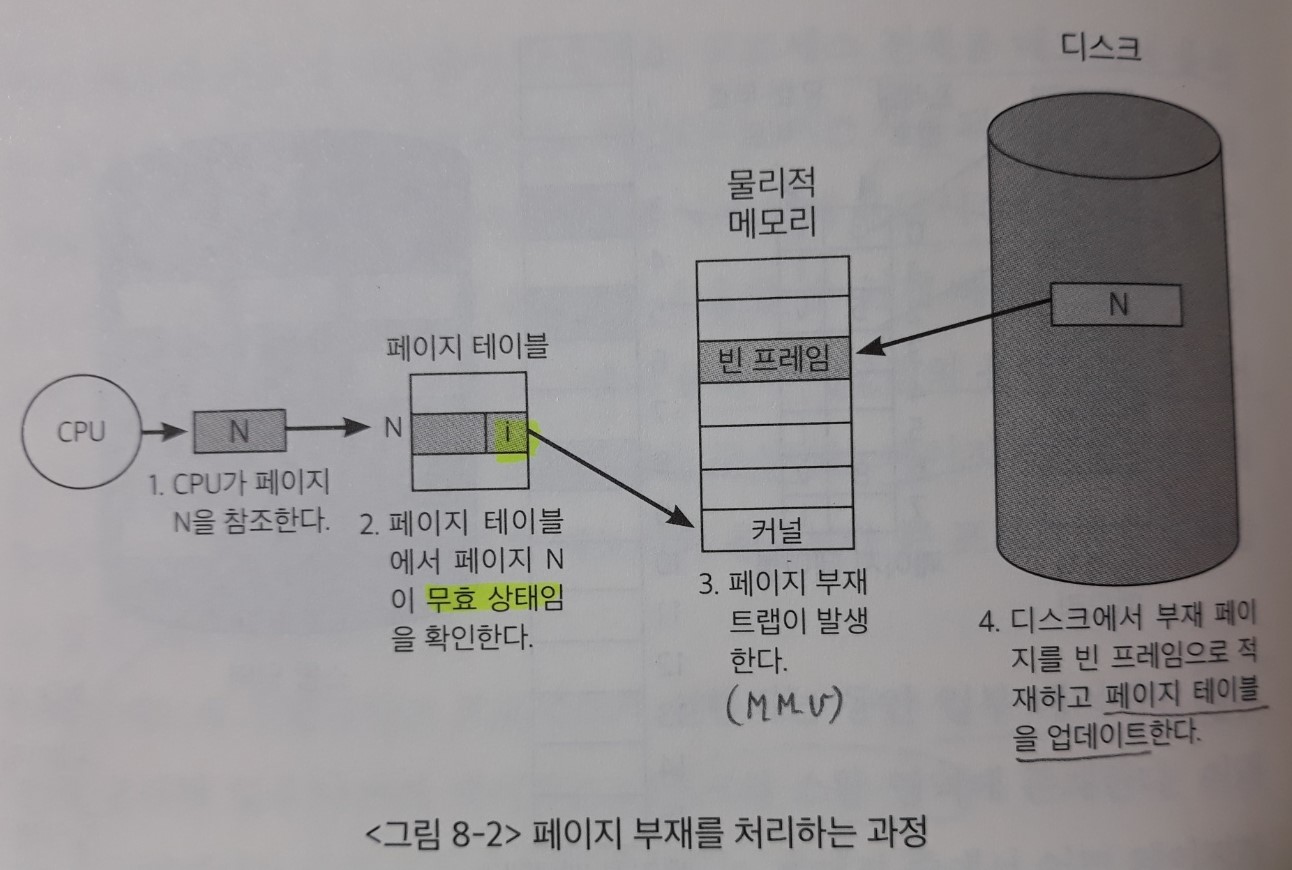 디스크
물리적
메모리
N
빈 프레임
페이지 테이블
CPU
N
N
i
1. CPU가 페이지
N을 참조한다.
2. 페이지 테이블
에서 페이지 N
이 무효 상태임
을 확인한다.
커널
3. 페이지 부재
트랩이 발생
한다.
(MMU)
4. 디스크에서 부재 페이
지를 빈 프레임으로 적
재하고 페이지 테이블
을 업데이트한다.
<그림 8-2> 페이지 부재를 처리하는 과정